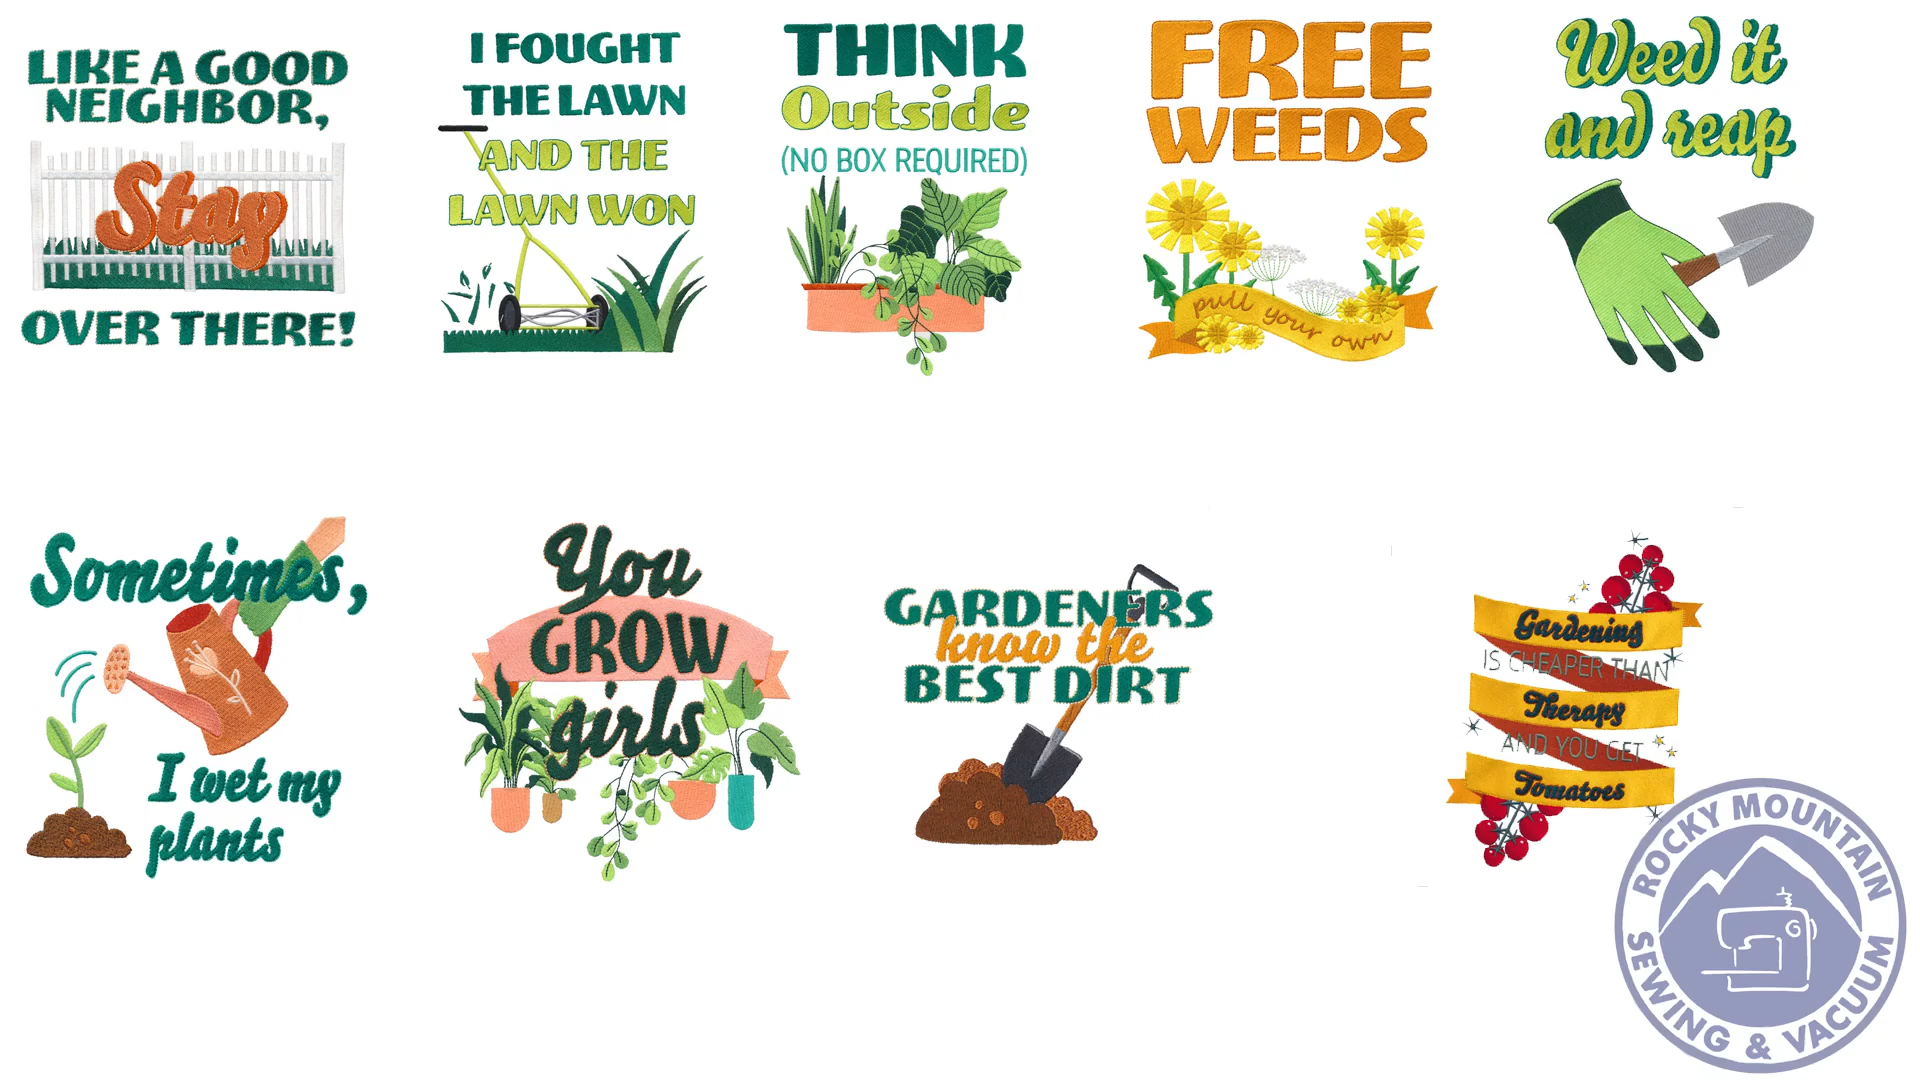 LIKE A GOOD
NEIGHBOR,
Stay
OVER THERE!
I FOUGHT
THE LAWN
AND THE
LAWN WON
THINK
Outside
(NO BOX REQUIRED)
FREE
WEEDS
pull your own
Weed it
and reap
Sometimes,
I wet my
plants
You
GROW
girls
GARDENERS
know the
BEST DIRT
Gardening
IS CHEAPER THAN
Therapy
AND YOU GET
Tomatoes
ROCKY MOUNTAIN
SEWING & VACUUM